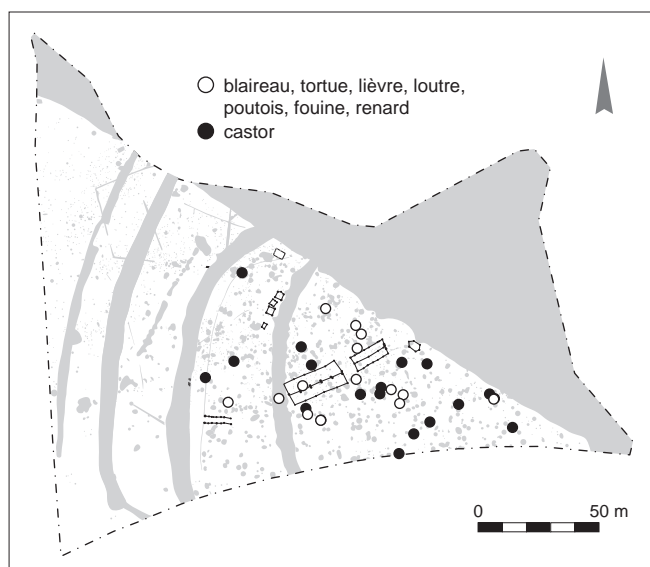 blaireau, tortue, lièvre, loutre,
poutois, fouine, renard
castor
0 50 m